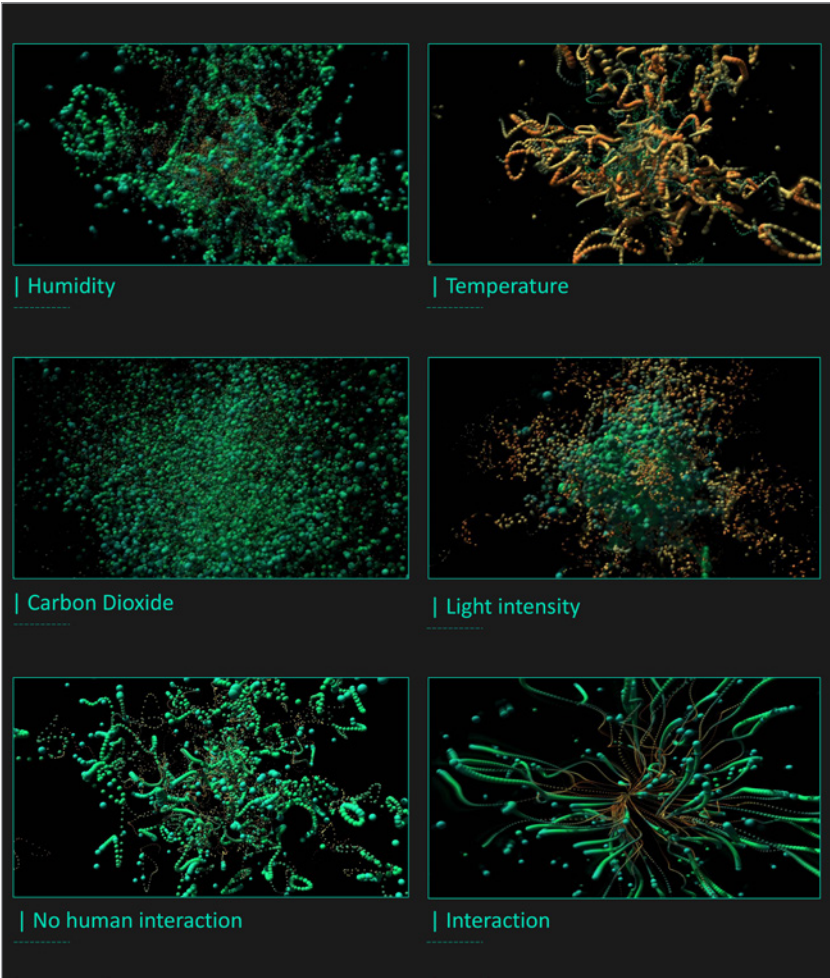 | Humidity
| Temperature
| Carbon Dioxide
| Light intensity
| No human interaction
| Interaction